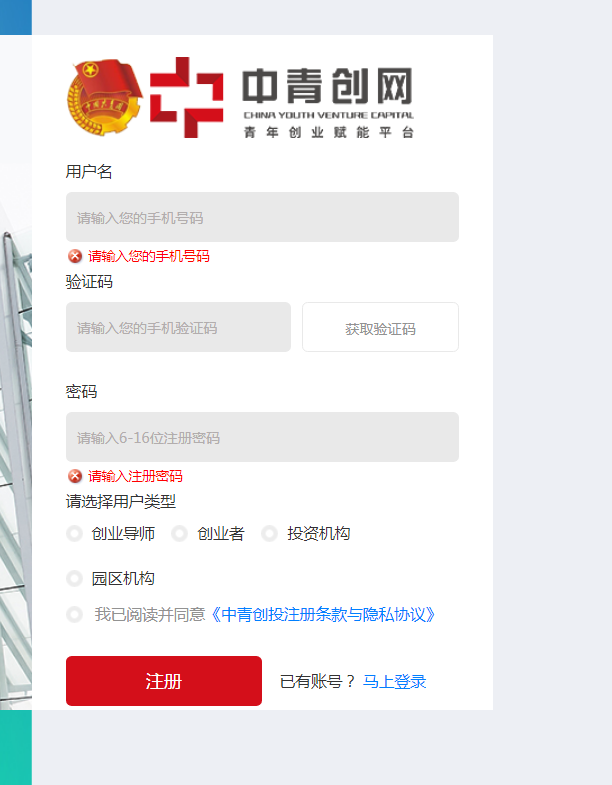 中青创网
CHINA YOUTH VENTURE CAPITAL
青年创业赋能平台
用户名
请输入您的手机号码
请输入您的手机号码
验证码
请输入您的手机验证码 获取验证码
密码
请输入6-16位注册密码
请输入注册密码
请选择用户类型
创业导师 创业者 投资机构
园区机构
我已阅读并同意《中青创投注册条款与隐私协议》
注册 已有账号？ 马上登录